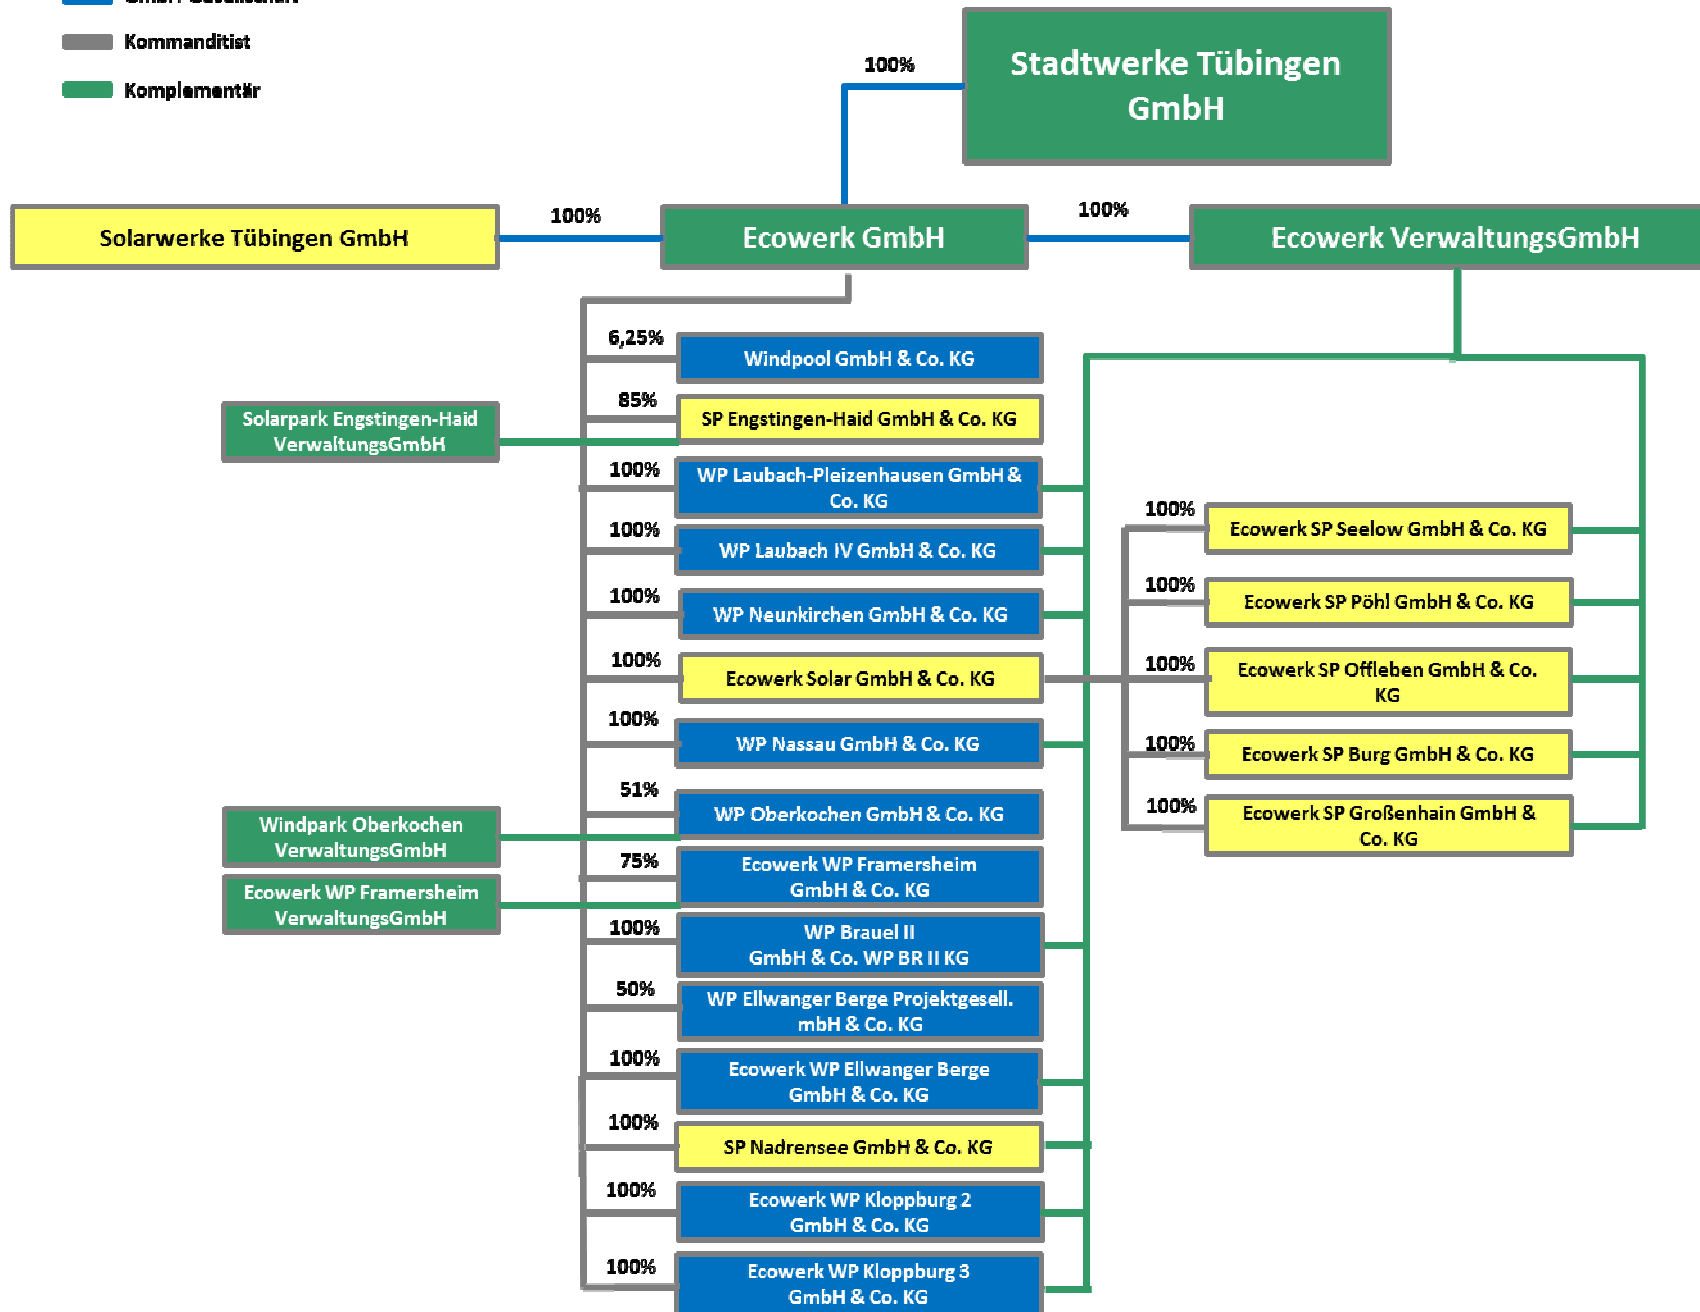 Kommanditist
Komplementär
100%
Stadtwerke Tübingen
GmbH
Solarwerke Tübingen GmbH
100%
Ecowerk GmbH
100%
Ecowerk VerwaltungsGmbH
6,25%
Windpool GmbH & Co. KG
Solarpark Engstingen-Haid
VerwaltungsGmbH
85%
SP Engstingen-Haid GmbH & Co. KG
100%
WP Laubach-Pleizenhausen GmbH &
Co. KG
100%
WP Laubach IV GmbH & Co. KG
100%
WP Neunkirchen GmbH & Co. KG
100%
Ecowerk Solar GmbH & Co. KG
100%
WP Nassau GmbH & Co. KG
51%
WP Oberkochen GmbH & Co. KG
Windpark Oberkochen
VerwaltungsGmbH
75%
Ecowerk WP Framersheim
GmbH & Co. KG
Ecowerk WP Framersheim
VerwaltungsGmbH
100%
WP Brauel II
GmbH & Co. WP BR II KG
50%
WP Ellwanger Berge Projektgesell.
mbH & Co. KG
100%
Ecowerk WP Ellwanger Berge
GmbH & Co. KG
100%
SP Nadrensee GmbH & Co. KG
100%
Ecowerk WP Kloppburg 2
GmbH & Co. KG
100%
Ecowerk WP Kloppburg 3
GmbH & Co. KG
100%
Ecowerk SP Seelow GmbH & Co. KG
100%
Ecowerk SP Pöhl GmbH & Co. KG
100%
Ecowerk SP Offleben GmbH & Co.
KG
100%
Ecowerk SP Burg GmbH & Co. KG
100%
Ecowerk SP Großenhain GmbH &
Co. KG